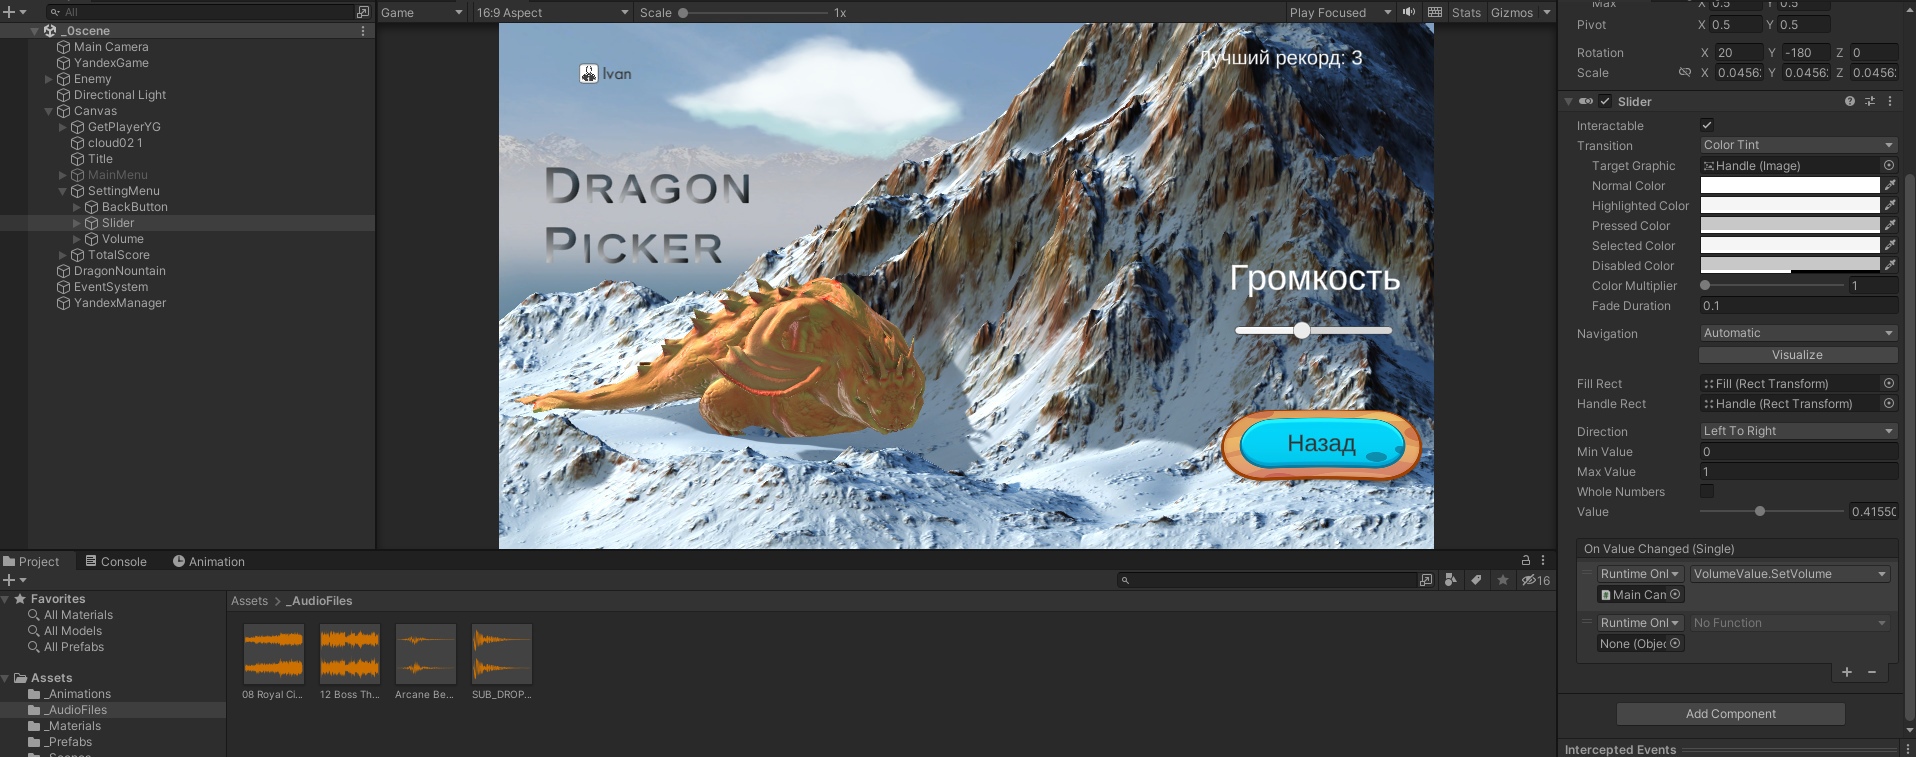 All
Game
16:9 Aspect
Scale
1x
Play Focused
Stats
Gizmos
_0scene
Main Camera
YandexGame
Enemy
Directional Light
Canvas
GetPlayerYG
cloud02 1
Title
MainMenu
SettingMenu
BackButton
Slider
Volume
TotalScore
DragonNountain
EventSystem
YandexManager
Ivan
Лучший рекорд: 3
DRAGON
PICKER
Громкость
Назад
Max X 0.5 Y 0.5
Pivot X 0.5 Y 0.5
Rotation X 20 Y -180 Z 0
Scale X 0.0456 Y 0.0456 Z 0.0456
Slider
Interactable
Transition Color Tint
Target Graphic Handle (Image)
Normal Color
Highlighted Color
Pressed Color
Selected Color
Disabled Color
Color Multiplier 1
Fade Duration 0.1
Navigation Automatic
Visualize
Fill Rect Fill (Rect Transform)
Handle Rect Handle (Rect Transform)
Direction Left To Right
Min Value 0
Max Value 1
Whole Numbers
Value 0.4155
On Value Changed (Single)
Runtime Onl VolumeValue.SetVolume
Main Can
Runtime Onl No Function
None (Objec
Add Component
Intercepted Events
Project
Console
Animation
16
Favorites
All Materials
All Models
All Prefabs
Assets
_Animations
_AudioFiles
_Materials
_Prefabs
Assets > _AudioFiles
08 Royal Ci...
12 Boss Th...
Arcane Be...
SUB_DROP...